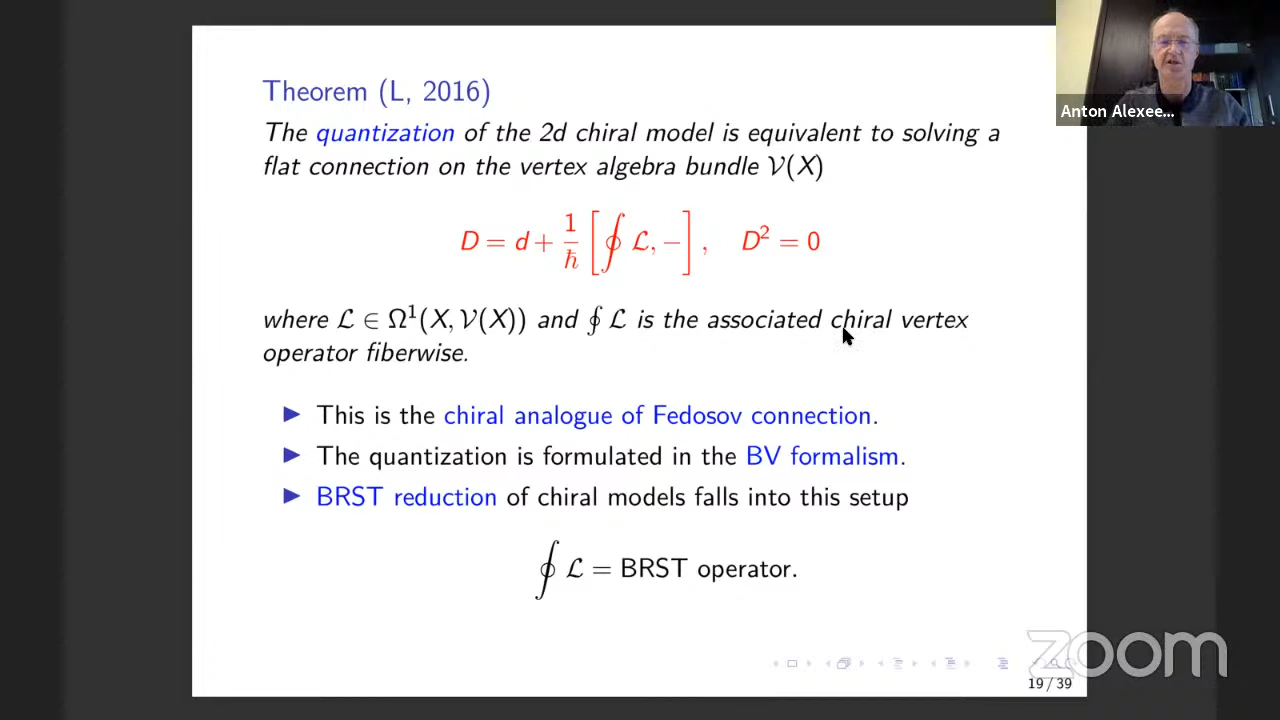 Theorem (L, 2016)
The quantization of the 2d chiral model is equivalent to solving a
flat connection on the vertex algebra bundle 𝒱(X)
D = d + 1/ℏ [∮ ℒ, −] , D² = 0
where ℒ ∈ Ω¹(X, 𝒱(X)) and ∮ ℒ is the associated chiral vertex
operator fiberwise.
▶ This is the chiral analogue of Fedosov connection.
▶ The quantization is formulated in the BV formalism.
▶ BRST reduction of chiral models falls into this setup
∮ ℒ = BRST operator.
19 / 39
Anton Alexee...
zoom